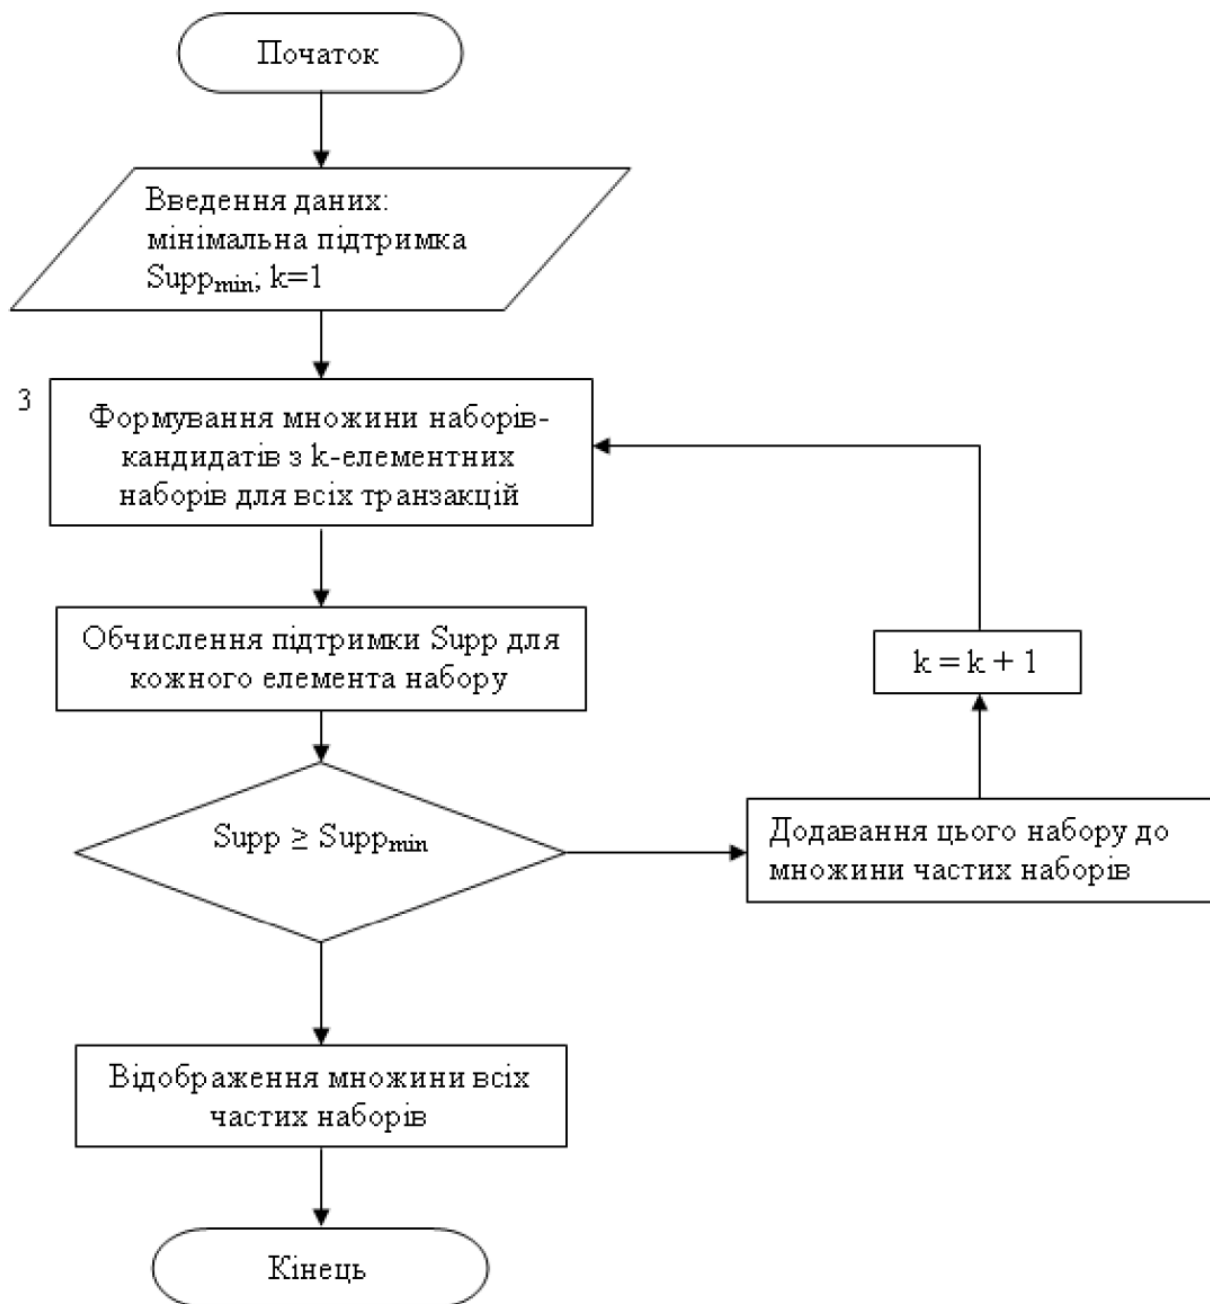 Початок
Введення даних:
мінімальна підтримка
Supp_min; k=1
3
Формування множини наборів-
кандидатів з k-елементних
наборів для всіх транзакцій
Обчислення підтримки Supp для
кожного елемента набору
k = k + 1
Supp ≥ Supp_min
Додавання цього набору до
множини частих наборів
Відображення множини всіх
частих наборів
Кінець